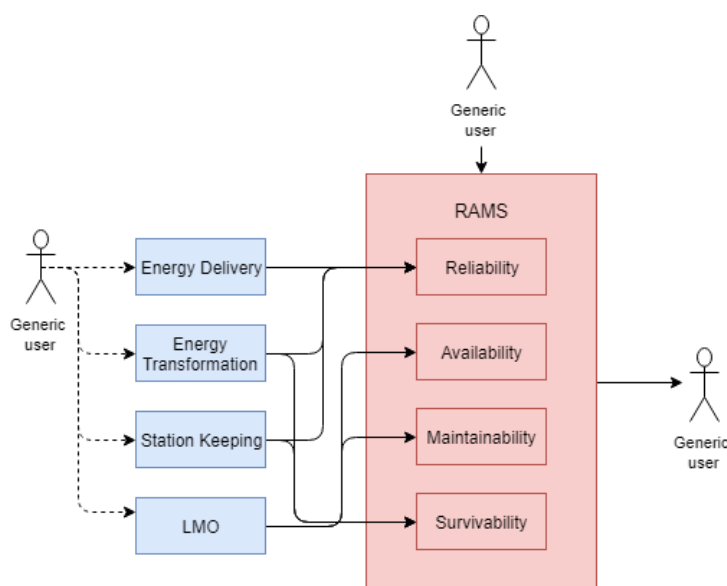 Generic
user
RAMS
Energy Delivery
Reliability
Generic
user
Energy
Transformation
Availability
Station Keeping
Maintainability
Generic
user
LMO
Survivability